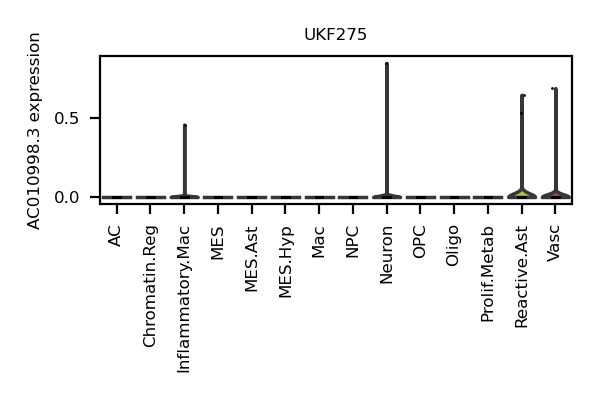 UKF275
AC010998.3 expression
0.5
0.0
AC
Chromatin.Reg
Inflammatory.Mac
MES
MES.Ast
MES.Hyp
Mac
NPC
Neuron
OPC
Oligo
Prolif.Metab
Reactive.Ast
Vasc